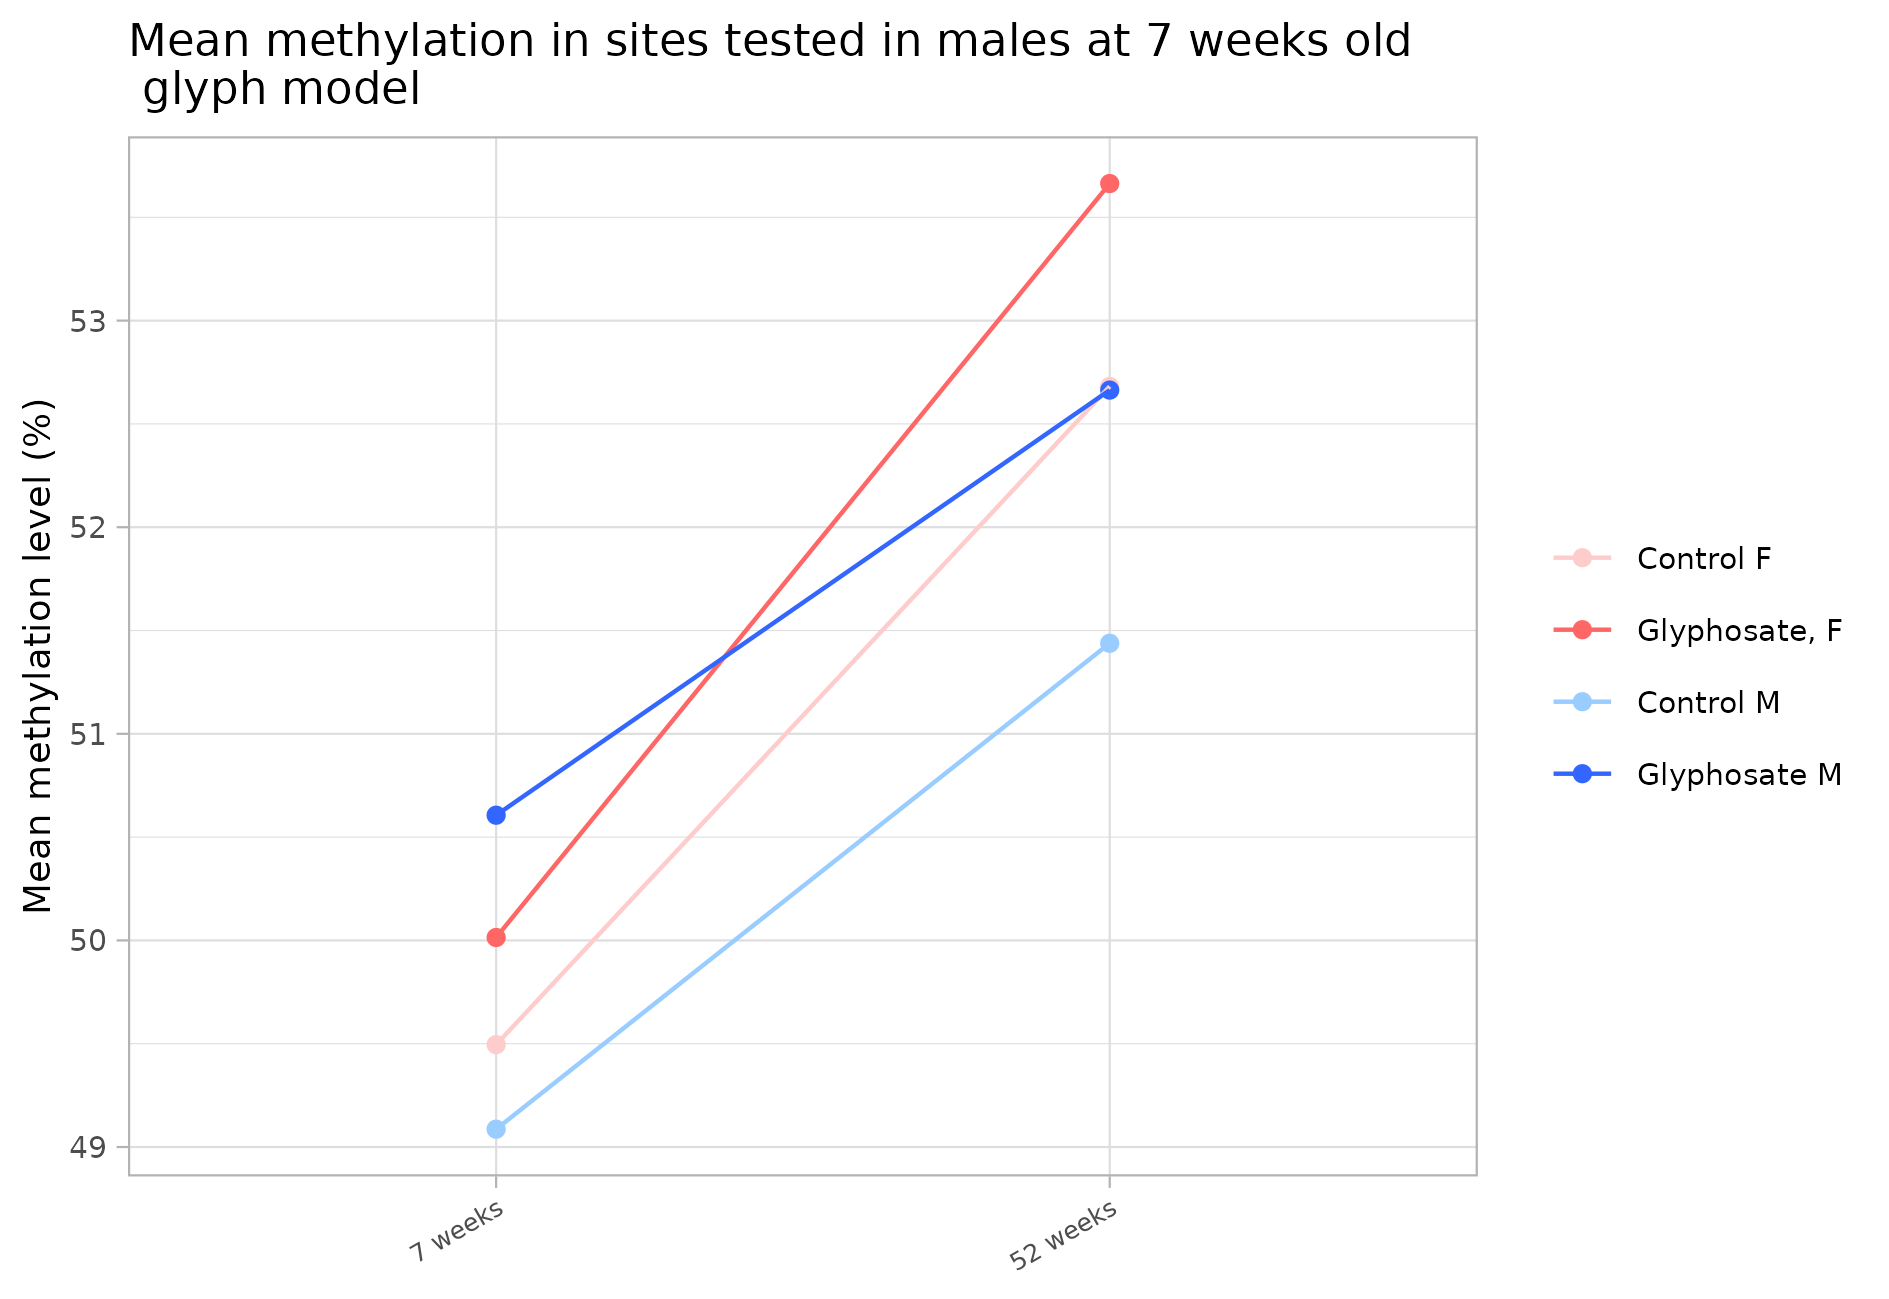 Mean methylation in sites tested in males at 7 weeks old
glyph model
Mean methylation level (%)
53
52
51
50
49
7 weeks
52 weeks
Control F
Glyphosate, F
Control M
Glyphosate M